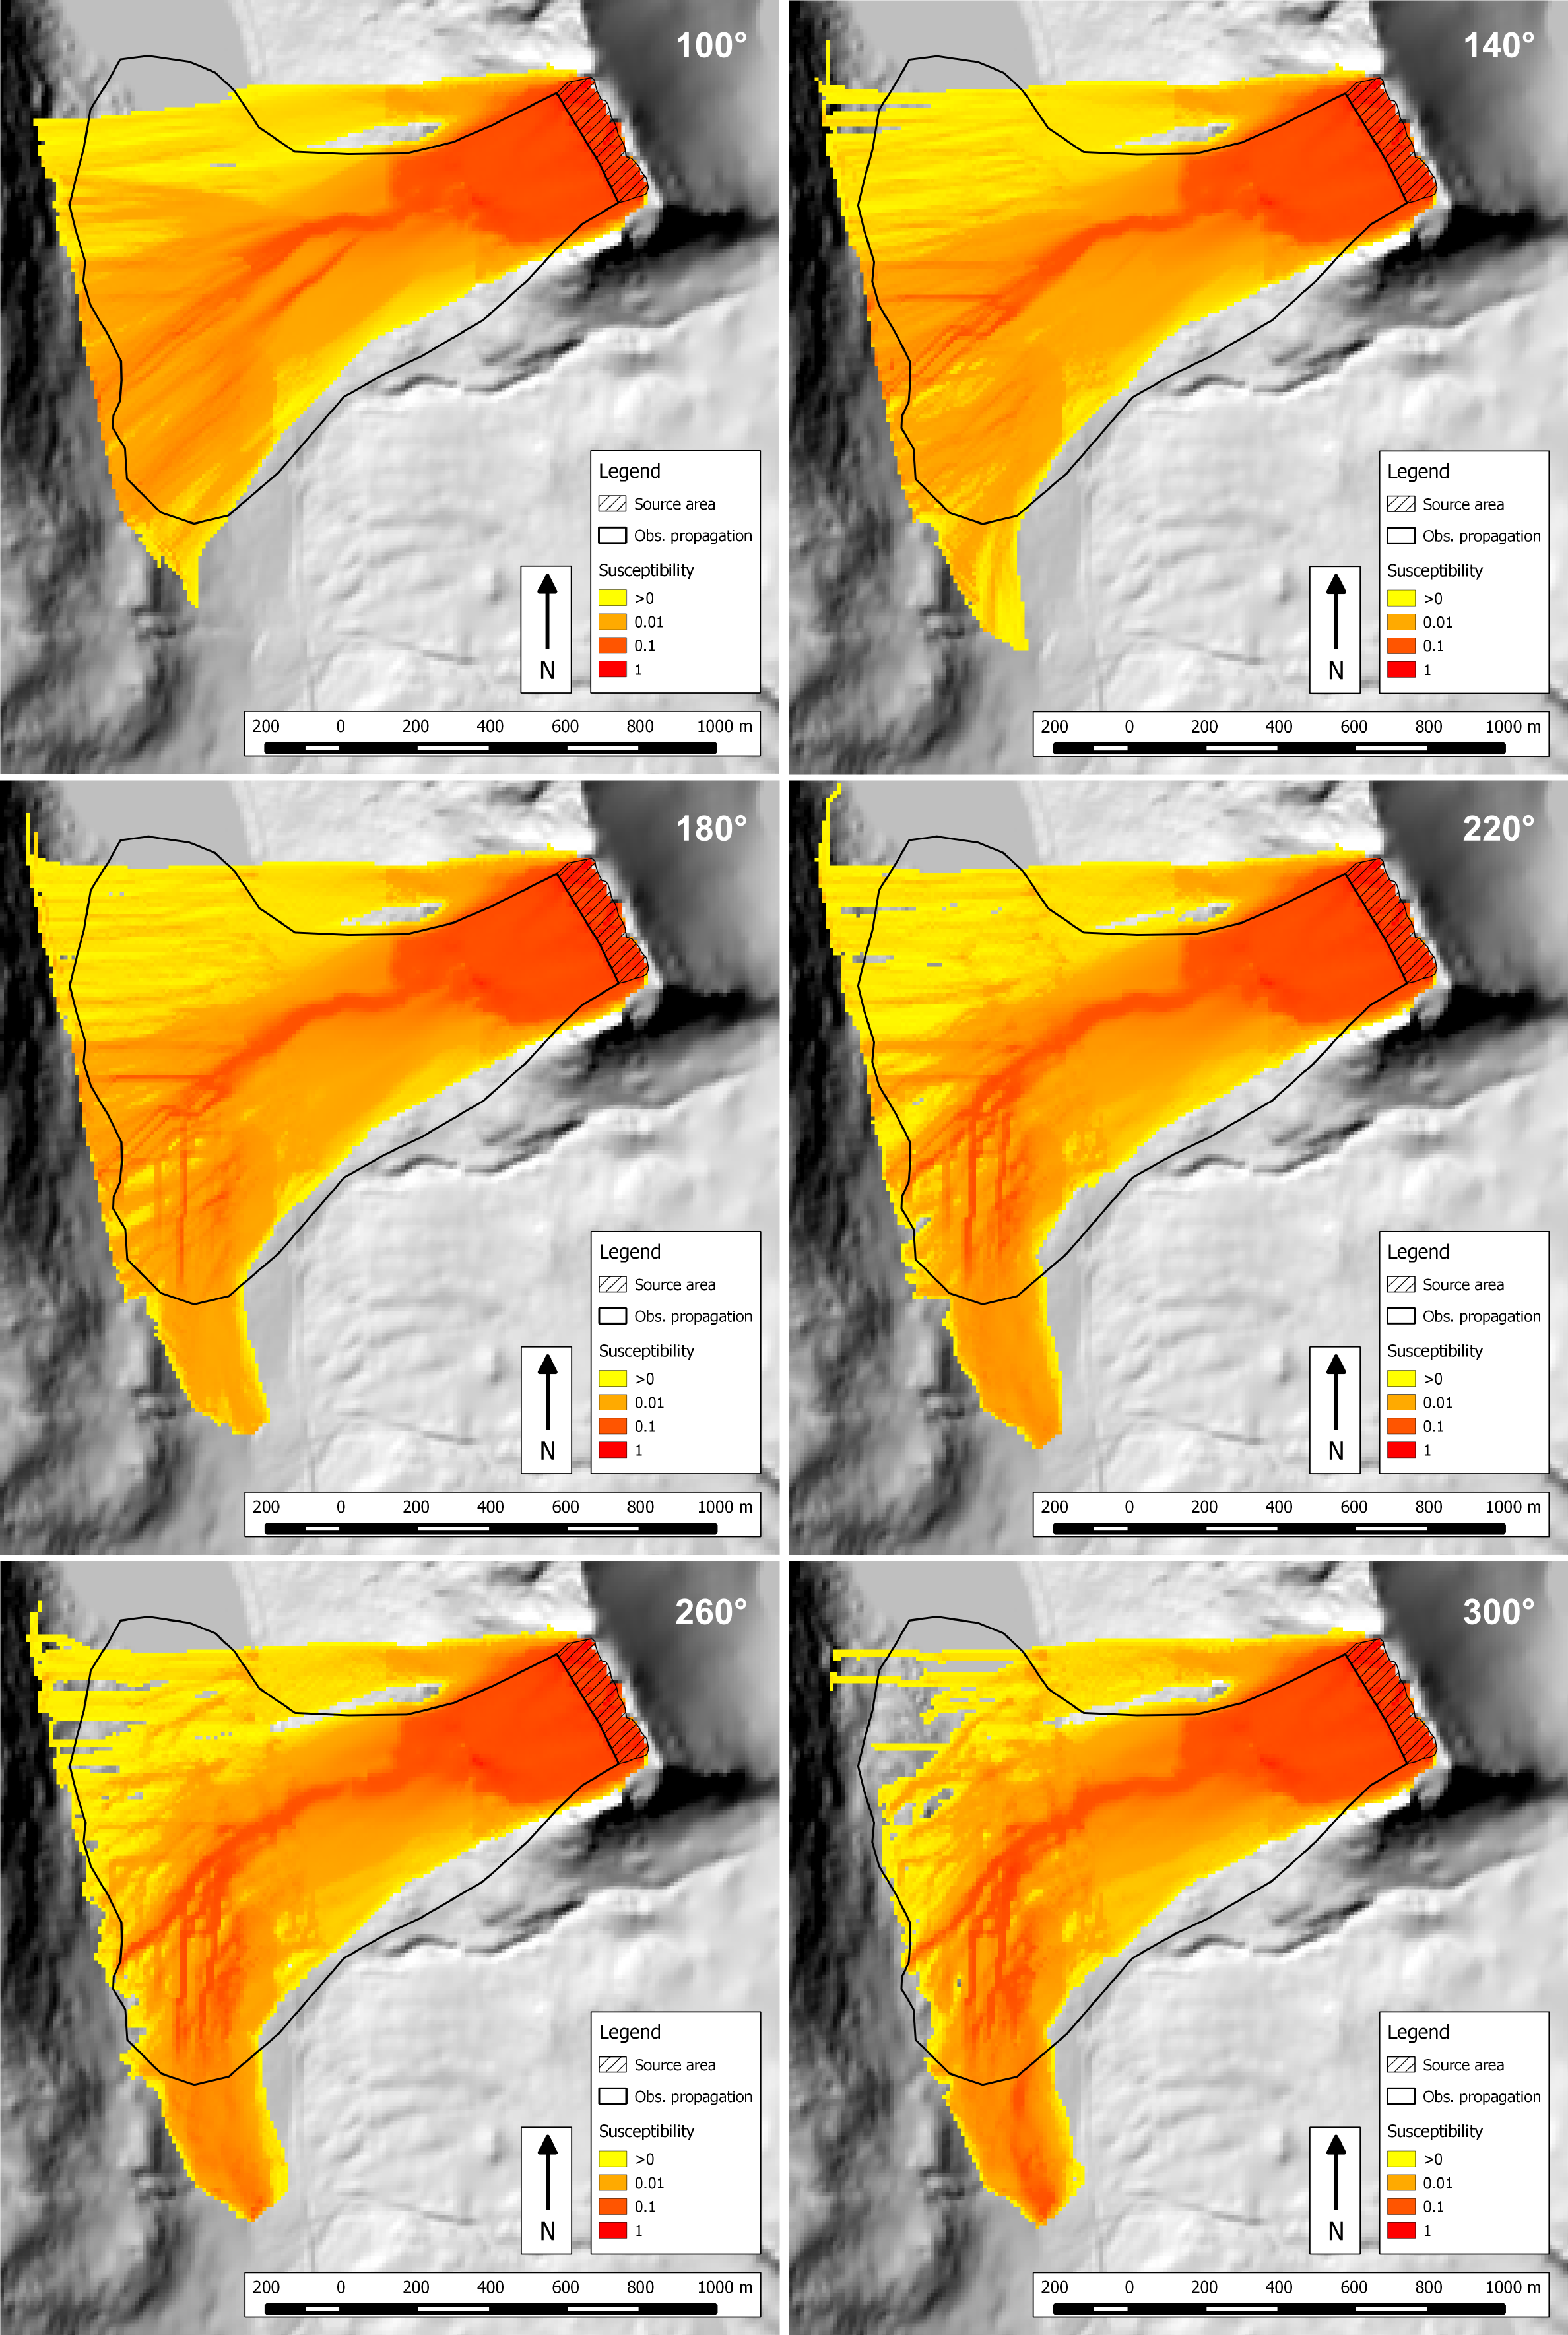 100°
Legend
Source area
Obs. propagation
Susceptibility
>0
0.01
0.1
1
N
200 0 200 400 600 800 1000 m
140°
Legend
Source area
Obs. propagation
Susceptibility
>0
0.01
0.1
1
N
200 0 200 400 600 800 1000 m
180°
Legend
Source area
Obs. propagation
Susceptibility
>0
0.01
0.1
1
N
200 0 200 400 600 800 1000 m
220°
Legend
Source area
Obs. propagation
Susceptibility
>0
0.01
0.1
1
N
200 0 200 400 600 800 1000 m
260°
Legend
Source area
Obs. propagation
Susceptibility
>0
0.01
0.1
1
N
200 0 200 400 600 800 1000 m
300°
Legend
Source area
Obs. propagation
Susceptibility
>0
0.01
0.1
1
N
200 0 200 400 600 800 1000 m